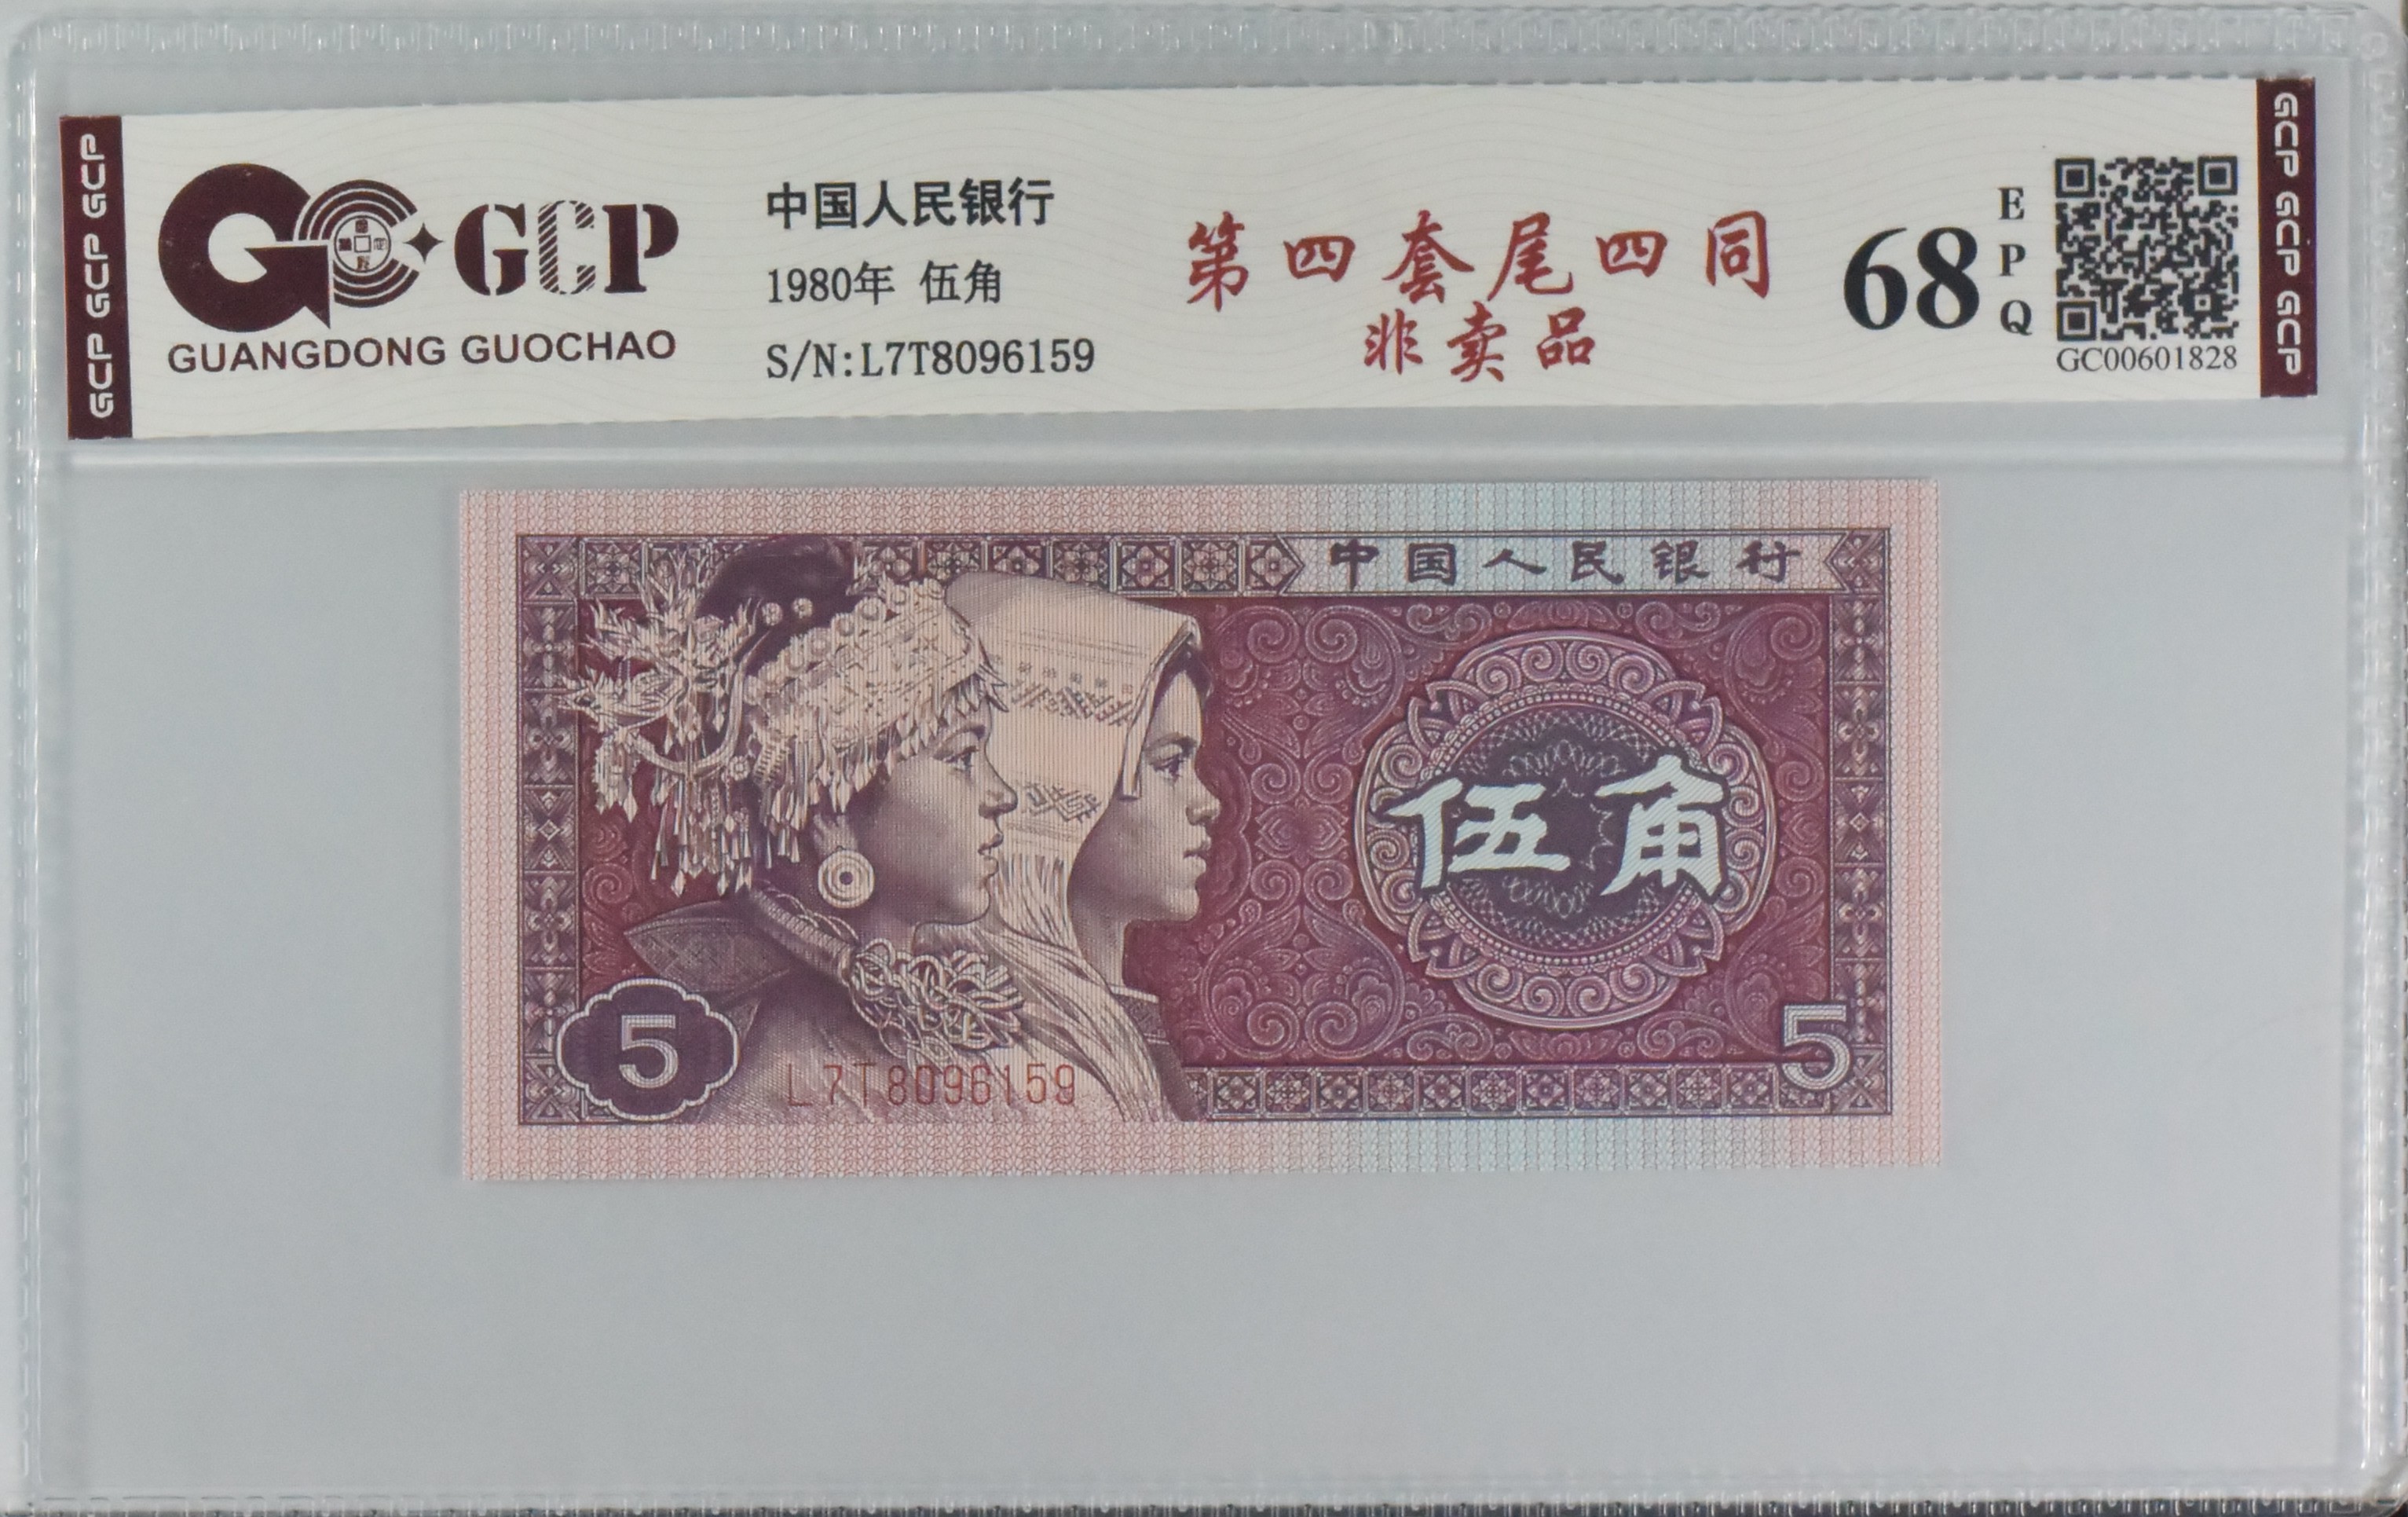 GCP GCP GCP
GCP
GUANGDONG GUOCHAO
中国人民银行
1980年 伍角
S/N:L7T8096159
第四套尾四同
非卖品
68
EPQ
GC00601828
GCP GCP GCP
中国人民银行
伍角
5
L7T8096159
5